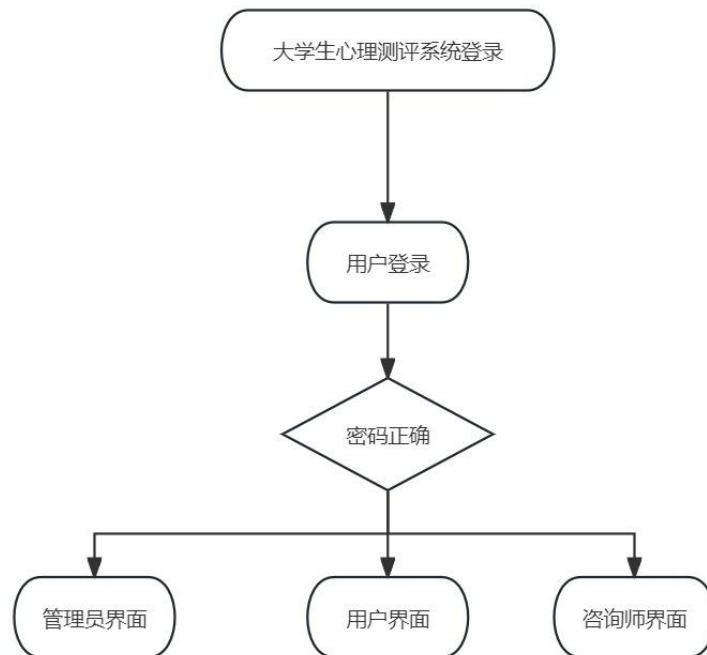 大学生心理测评系统登录
用户登录
密码正确
管理员界面
用户界面
咨询师界面